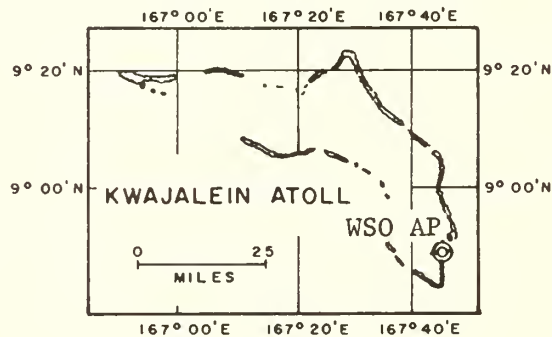 167° 00' E 167° 20' E 167° 40' E
9° 20' N 9° 20' N
9° 00' N 9° 00' N
KWAJALEIN ATOLL
WSO AP
0 25
MILES
167° 00' E 167° 20' E 167° 40' E